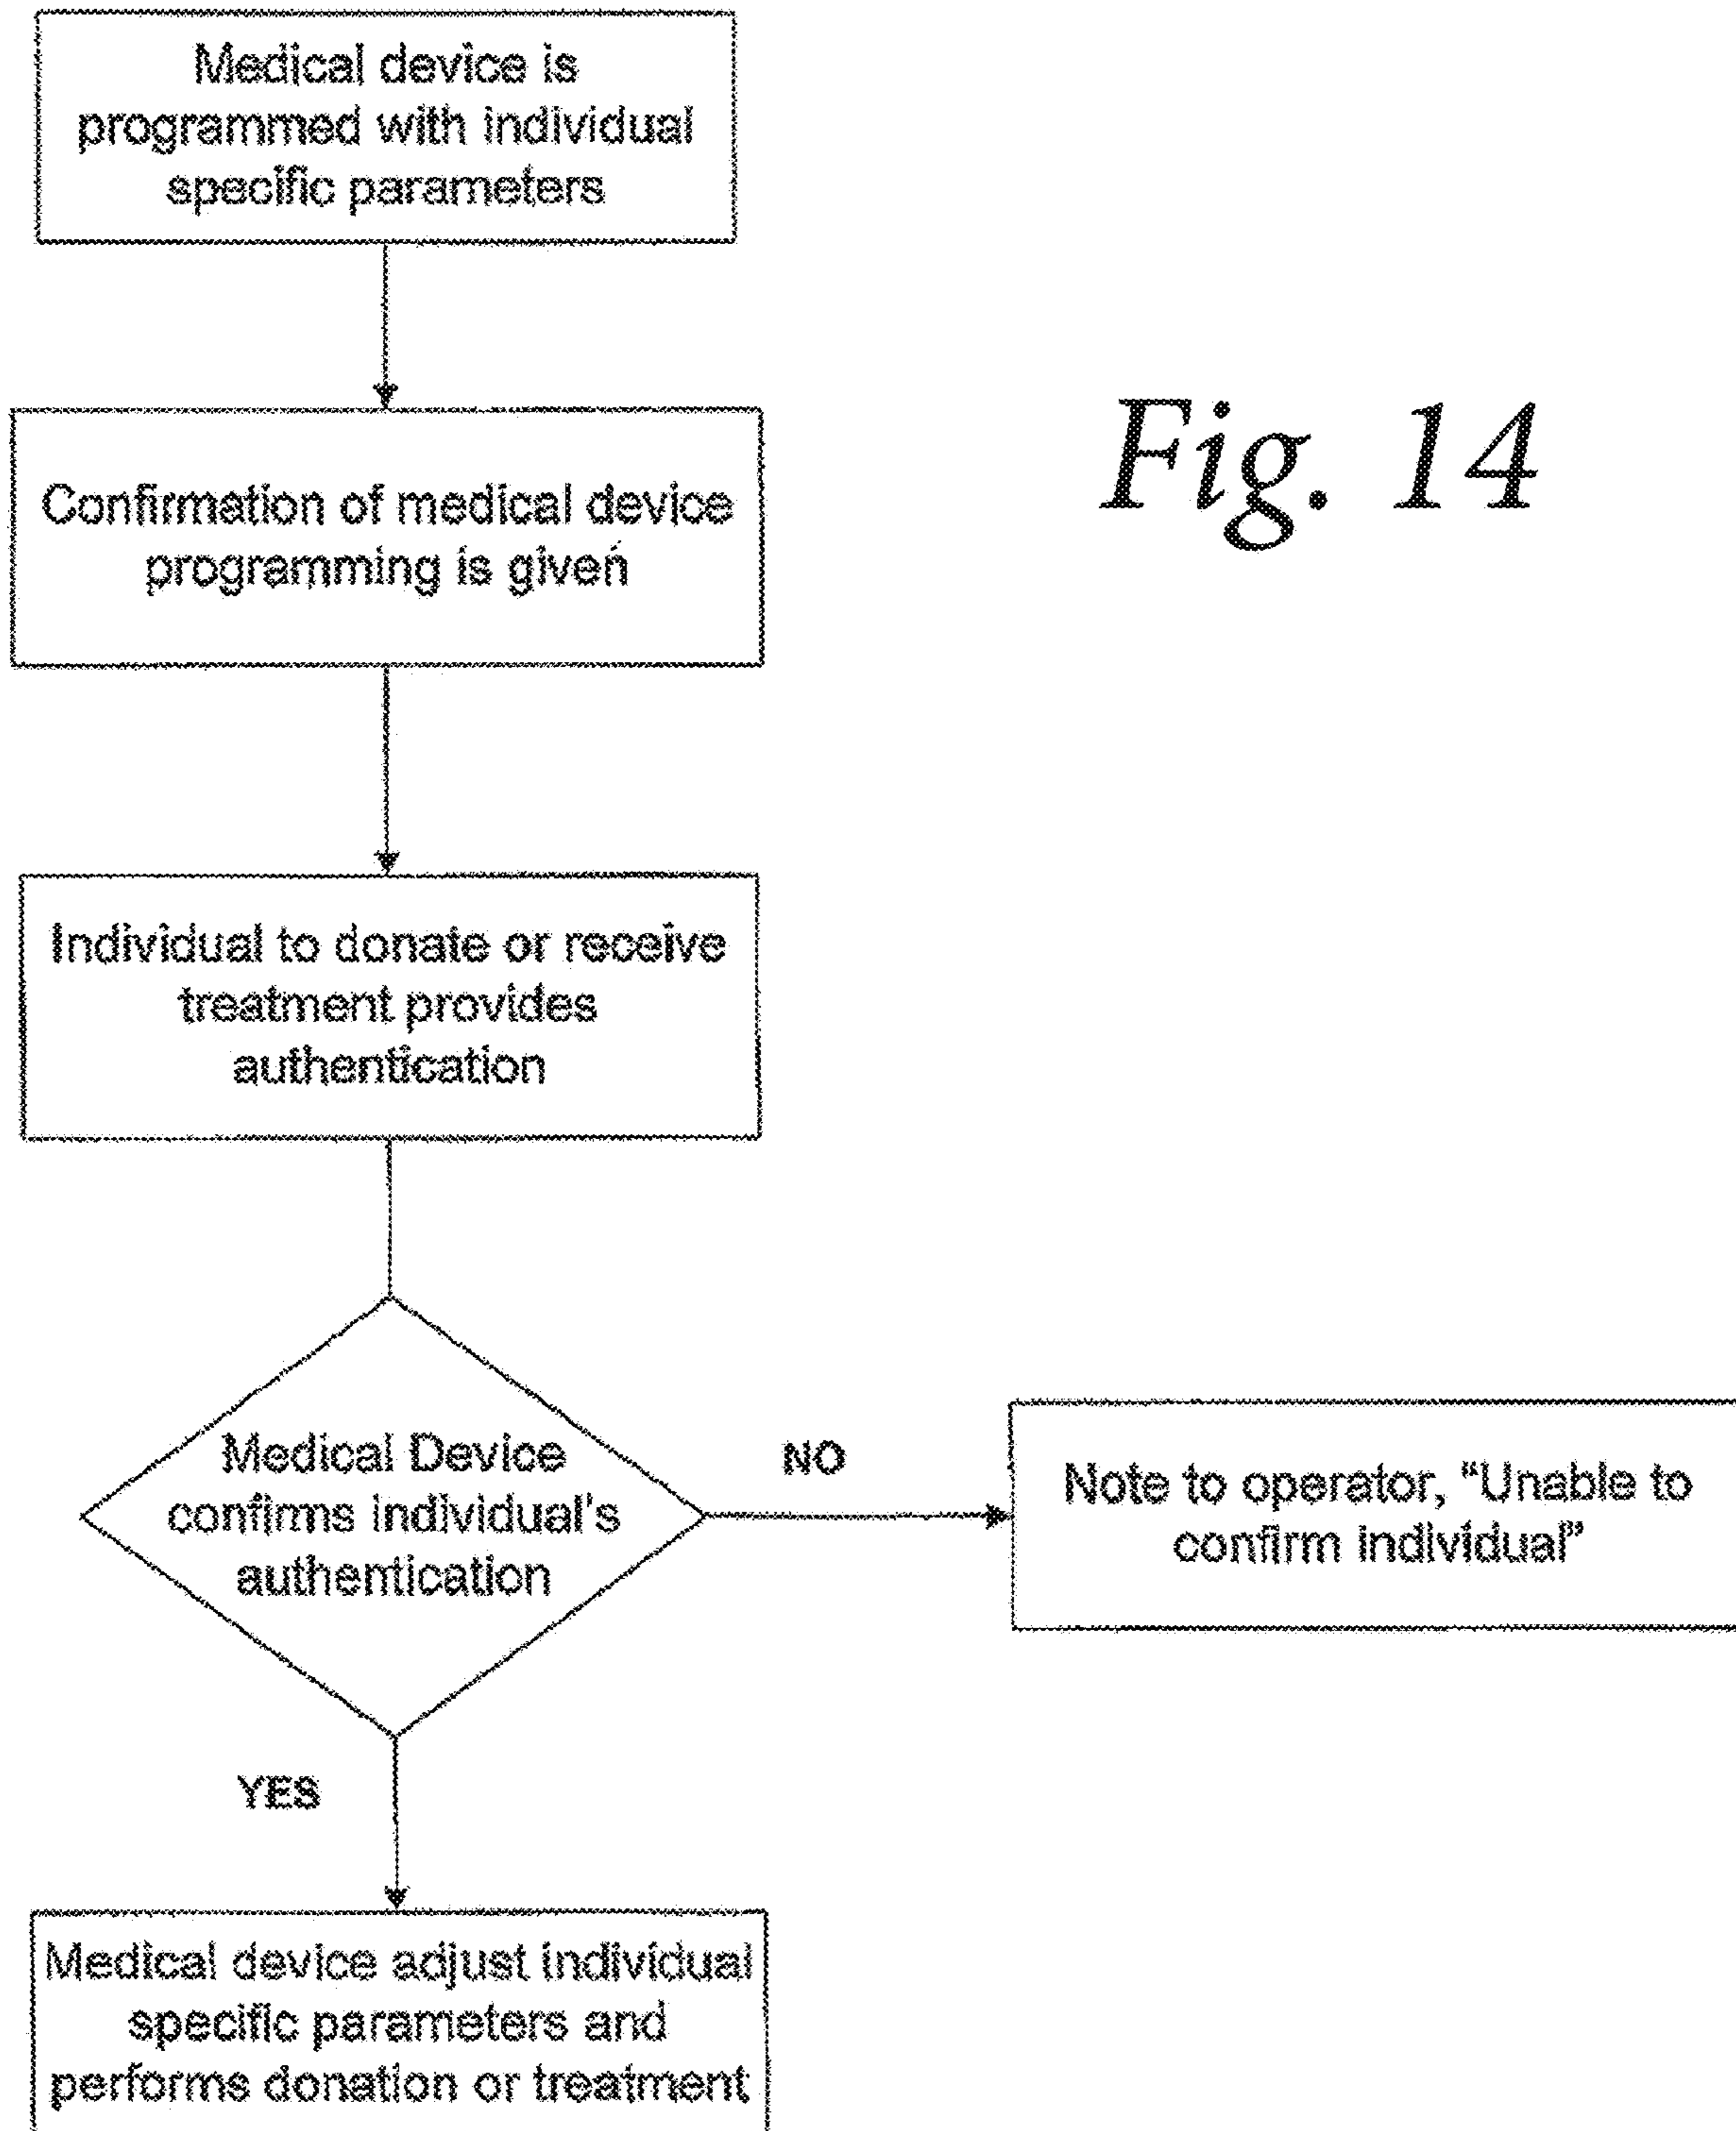 Medical device is
programmed with individual
specific parameters
Fig. 14
Confirmation of medical device
programming is given
Individual to donate or receive
treatment provides
authentication
Medical Device
confirms individual's
authentication
NO
Note to operator, “Unable to
confirm individual”
YES
Medical device adjust individual
specific parameters and
performs donation or treatment